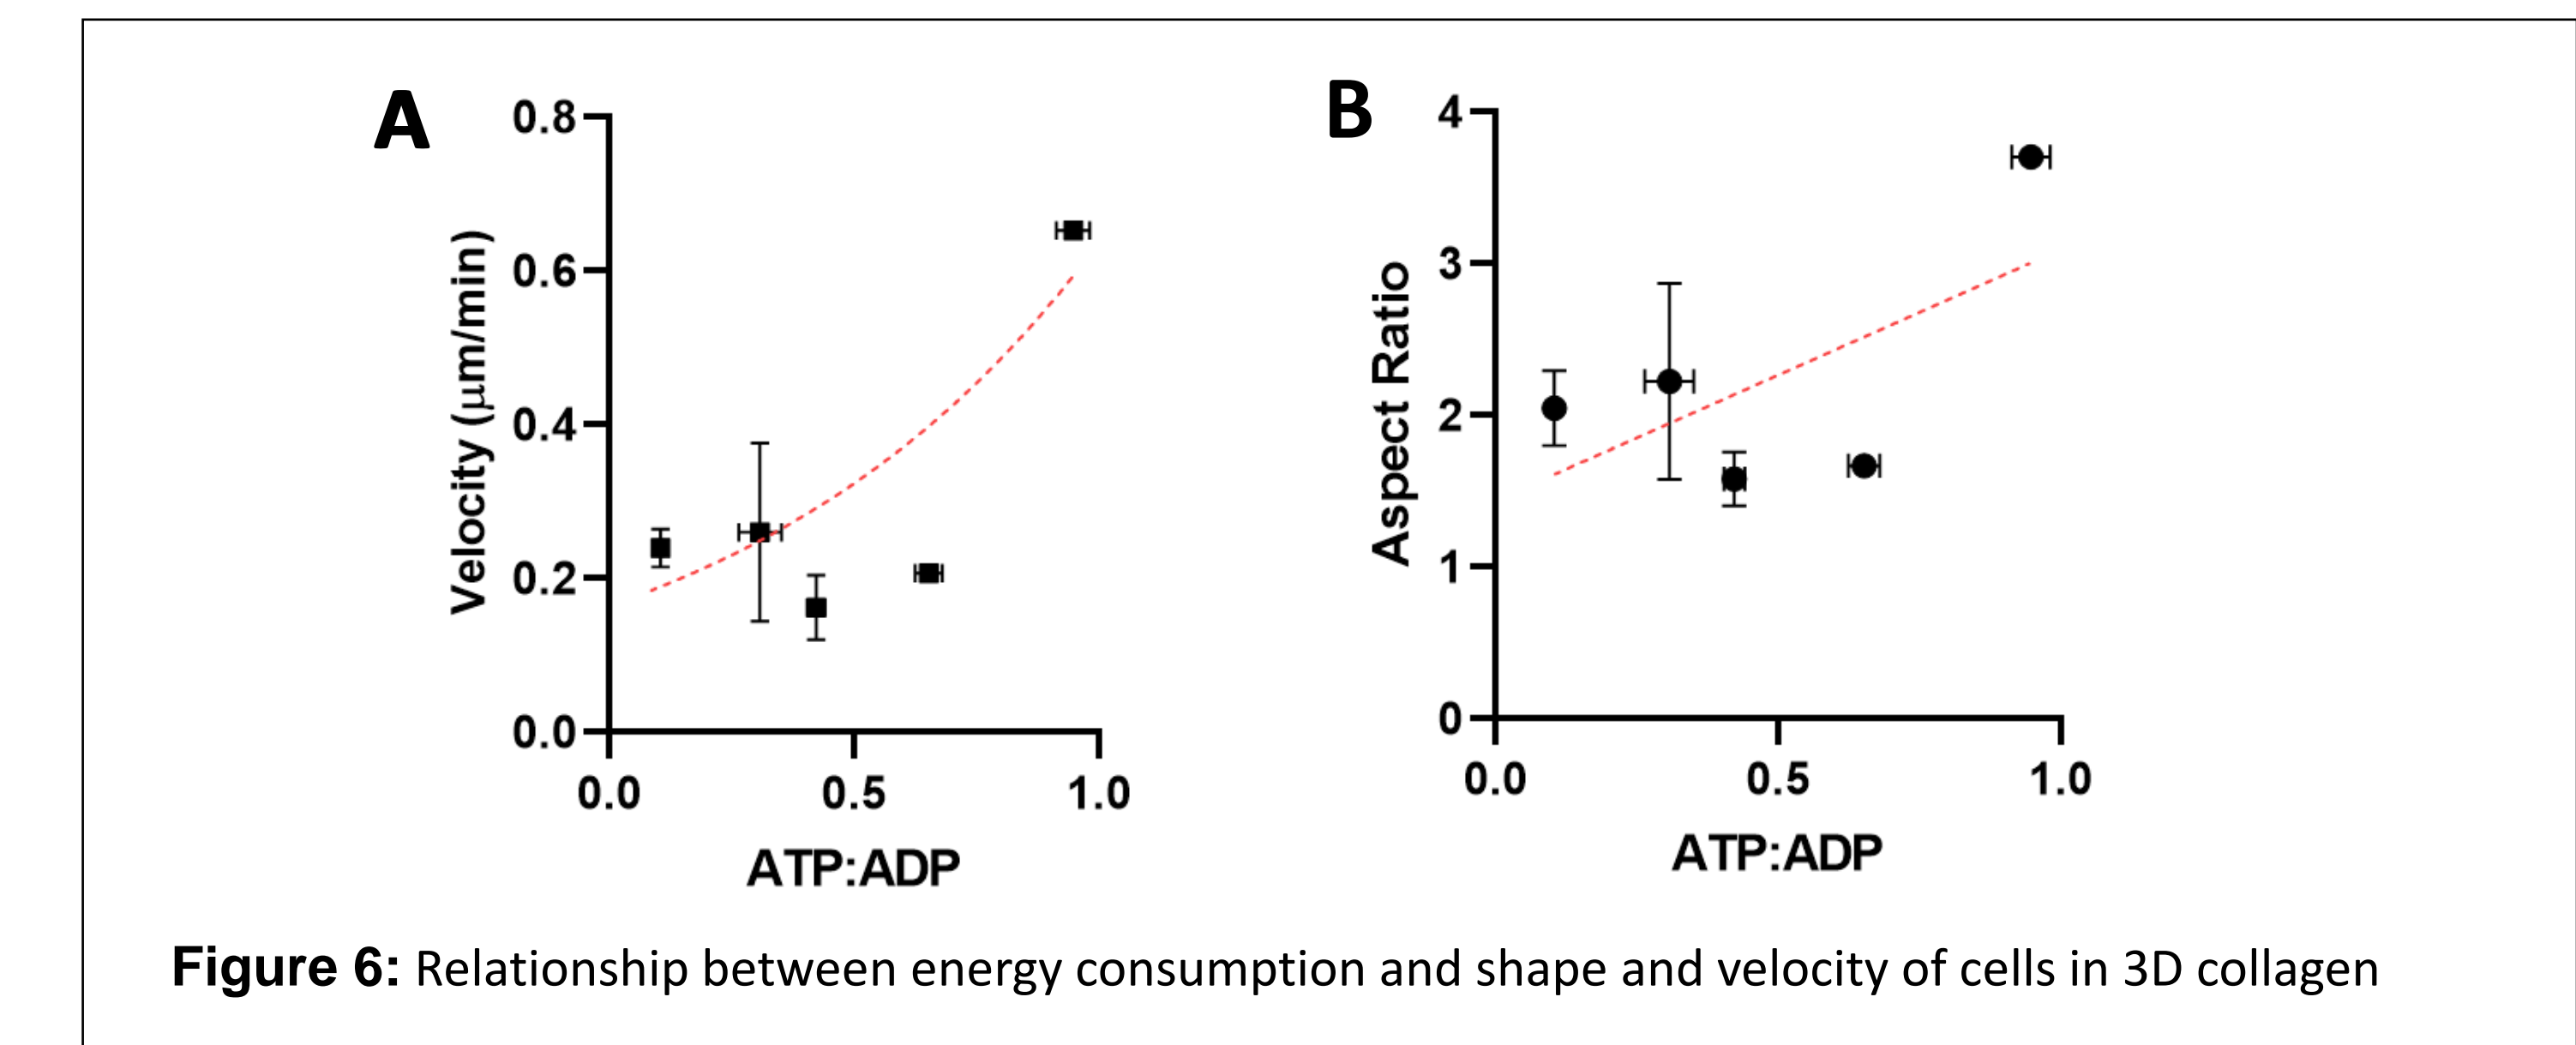 A
0.8
0.6
0.4
0.2
0.0
Velocity (μm/min)
0.0 0.5 1.0
ATP:ADP
B
4
3
2
1
0
Aspect Ratio
0.0 0.5 1.0
ATP:ADP
Figure 6: Relationship between energy consumption and shape and velocity of cells in 3D collagen